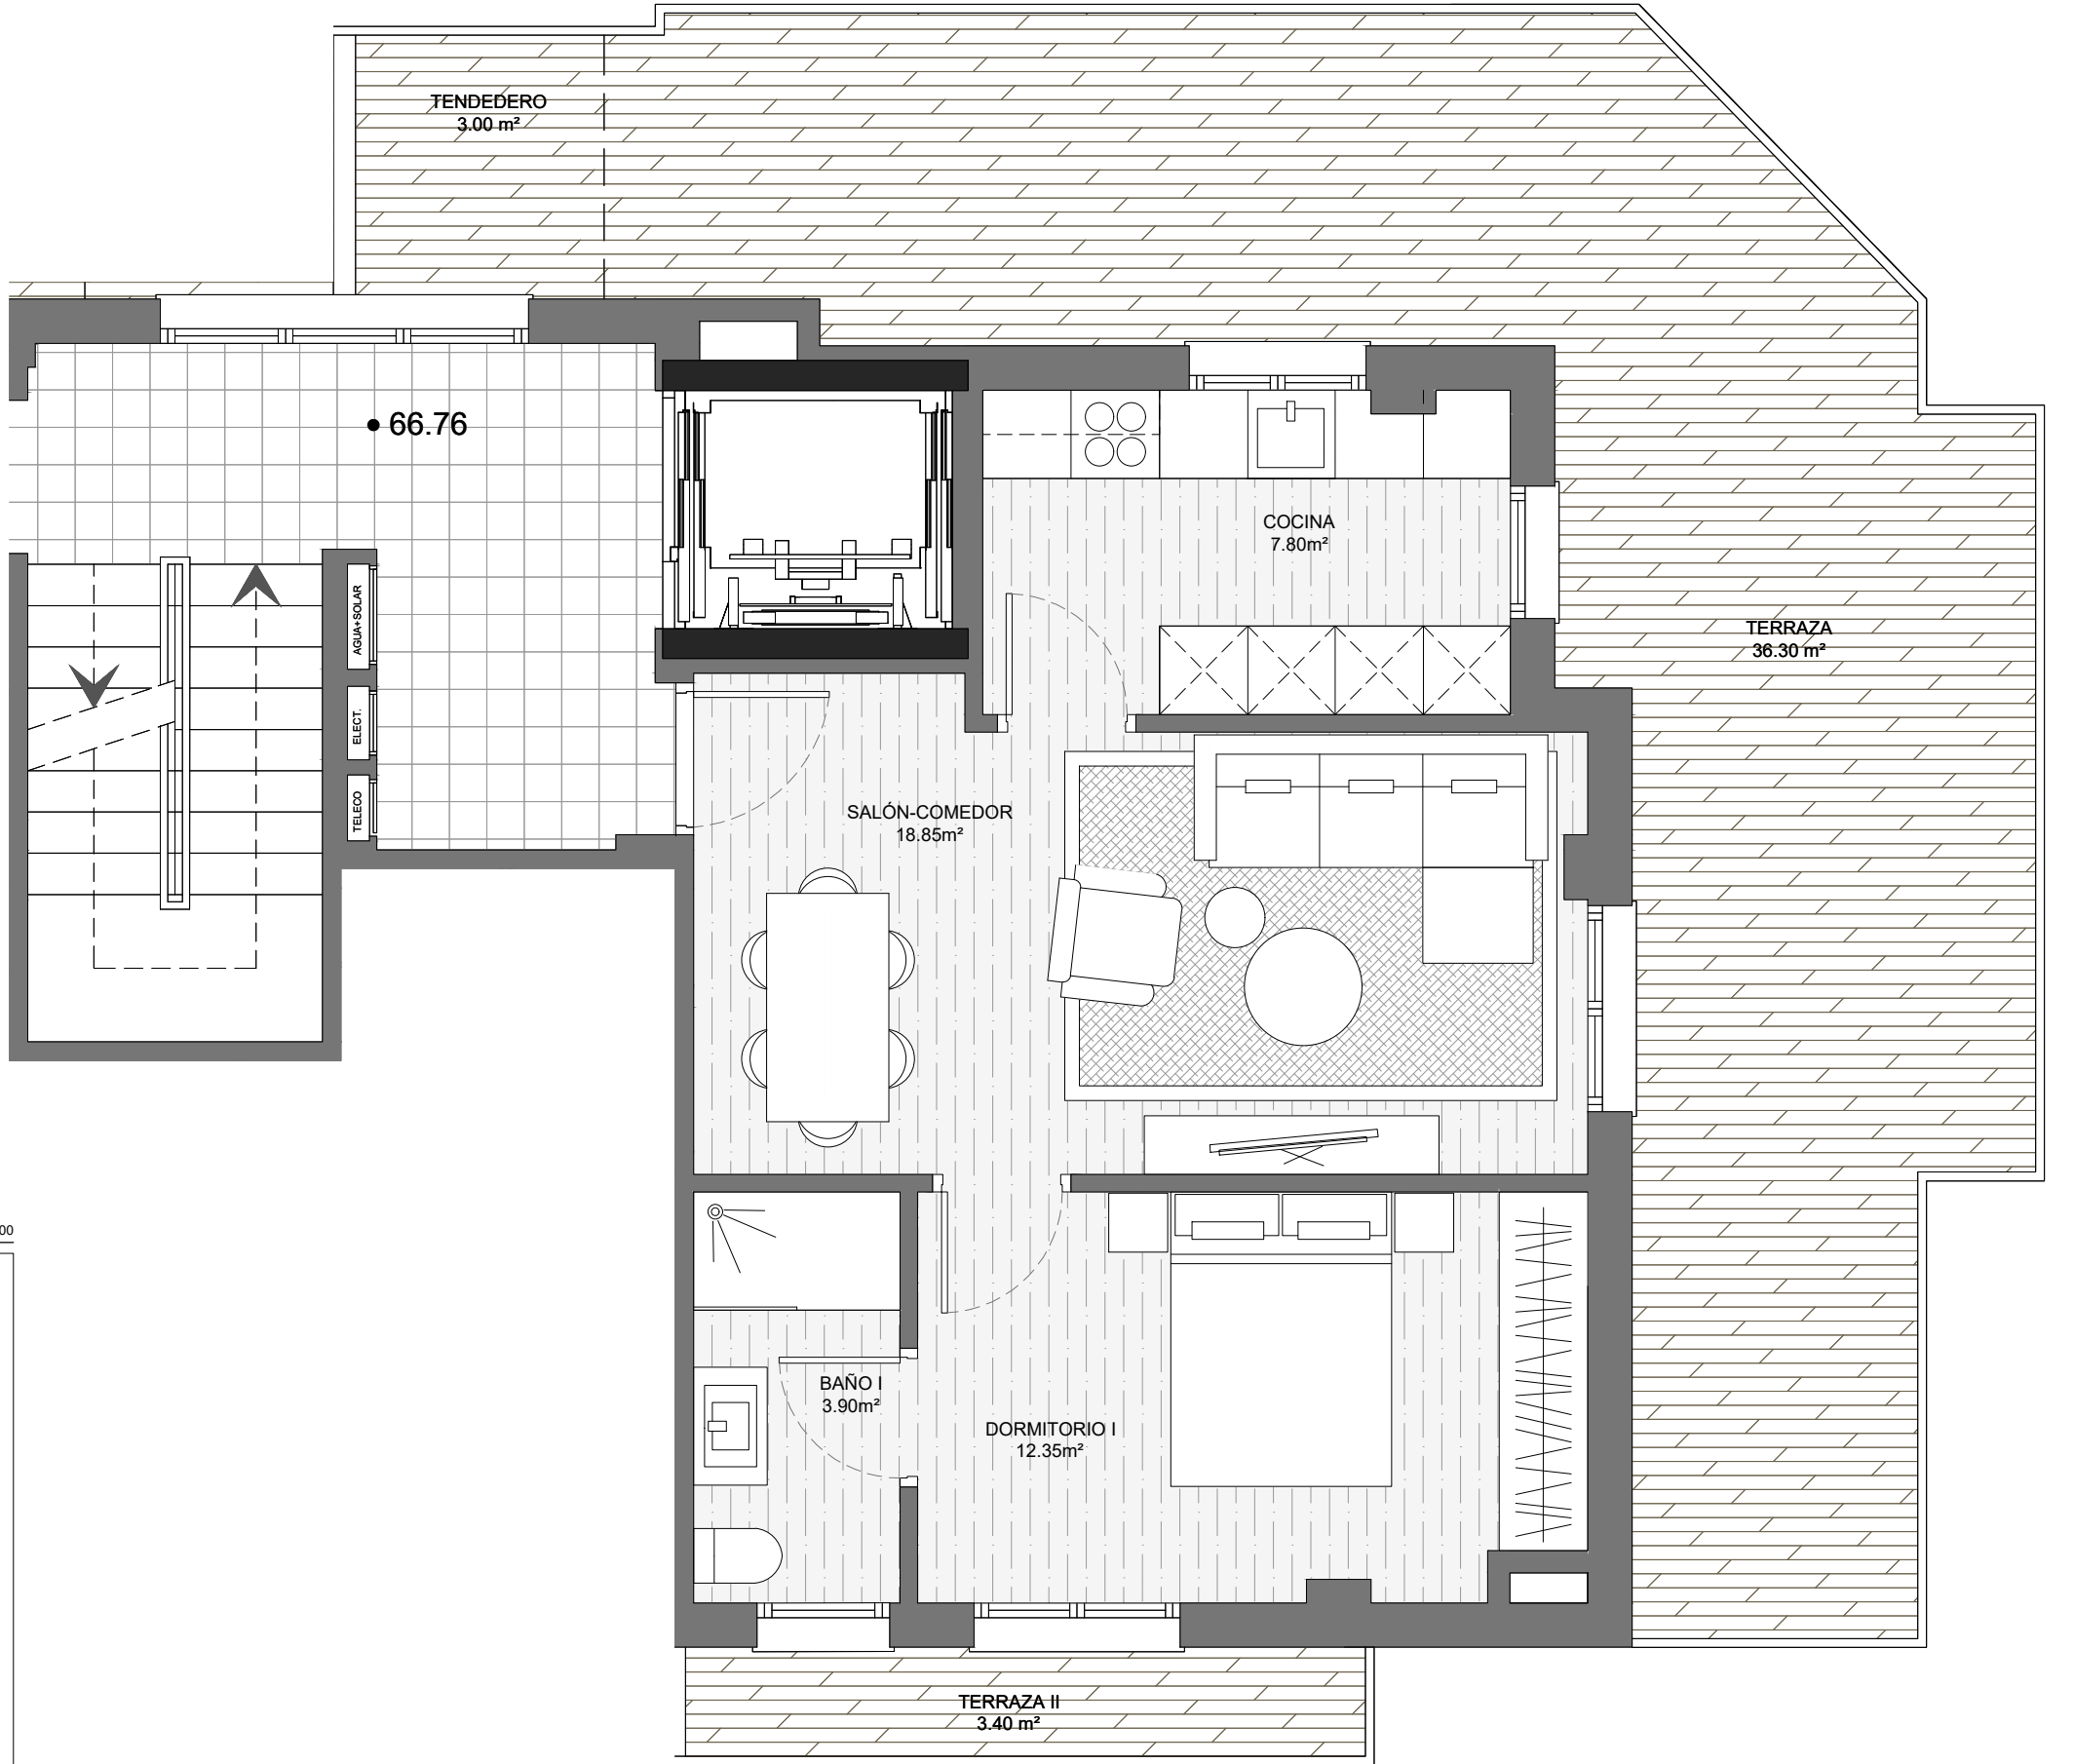 TENDEDERO
3.00 m²
• 66.76
COCINA
7.80m²
AGUA+SOLAR
ELECT.
TELECO
TERRAZA
36.30 m²
SALÓN-COMEDOR
18.85m²
00
BAÑO I
3.90m²
DORMITORIO I
12.35m²
TERRAZA II
3.40 m²